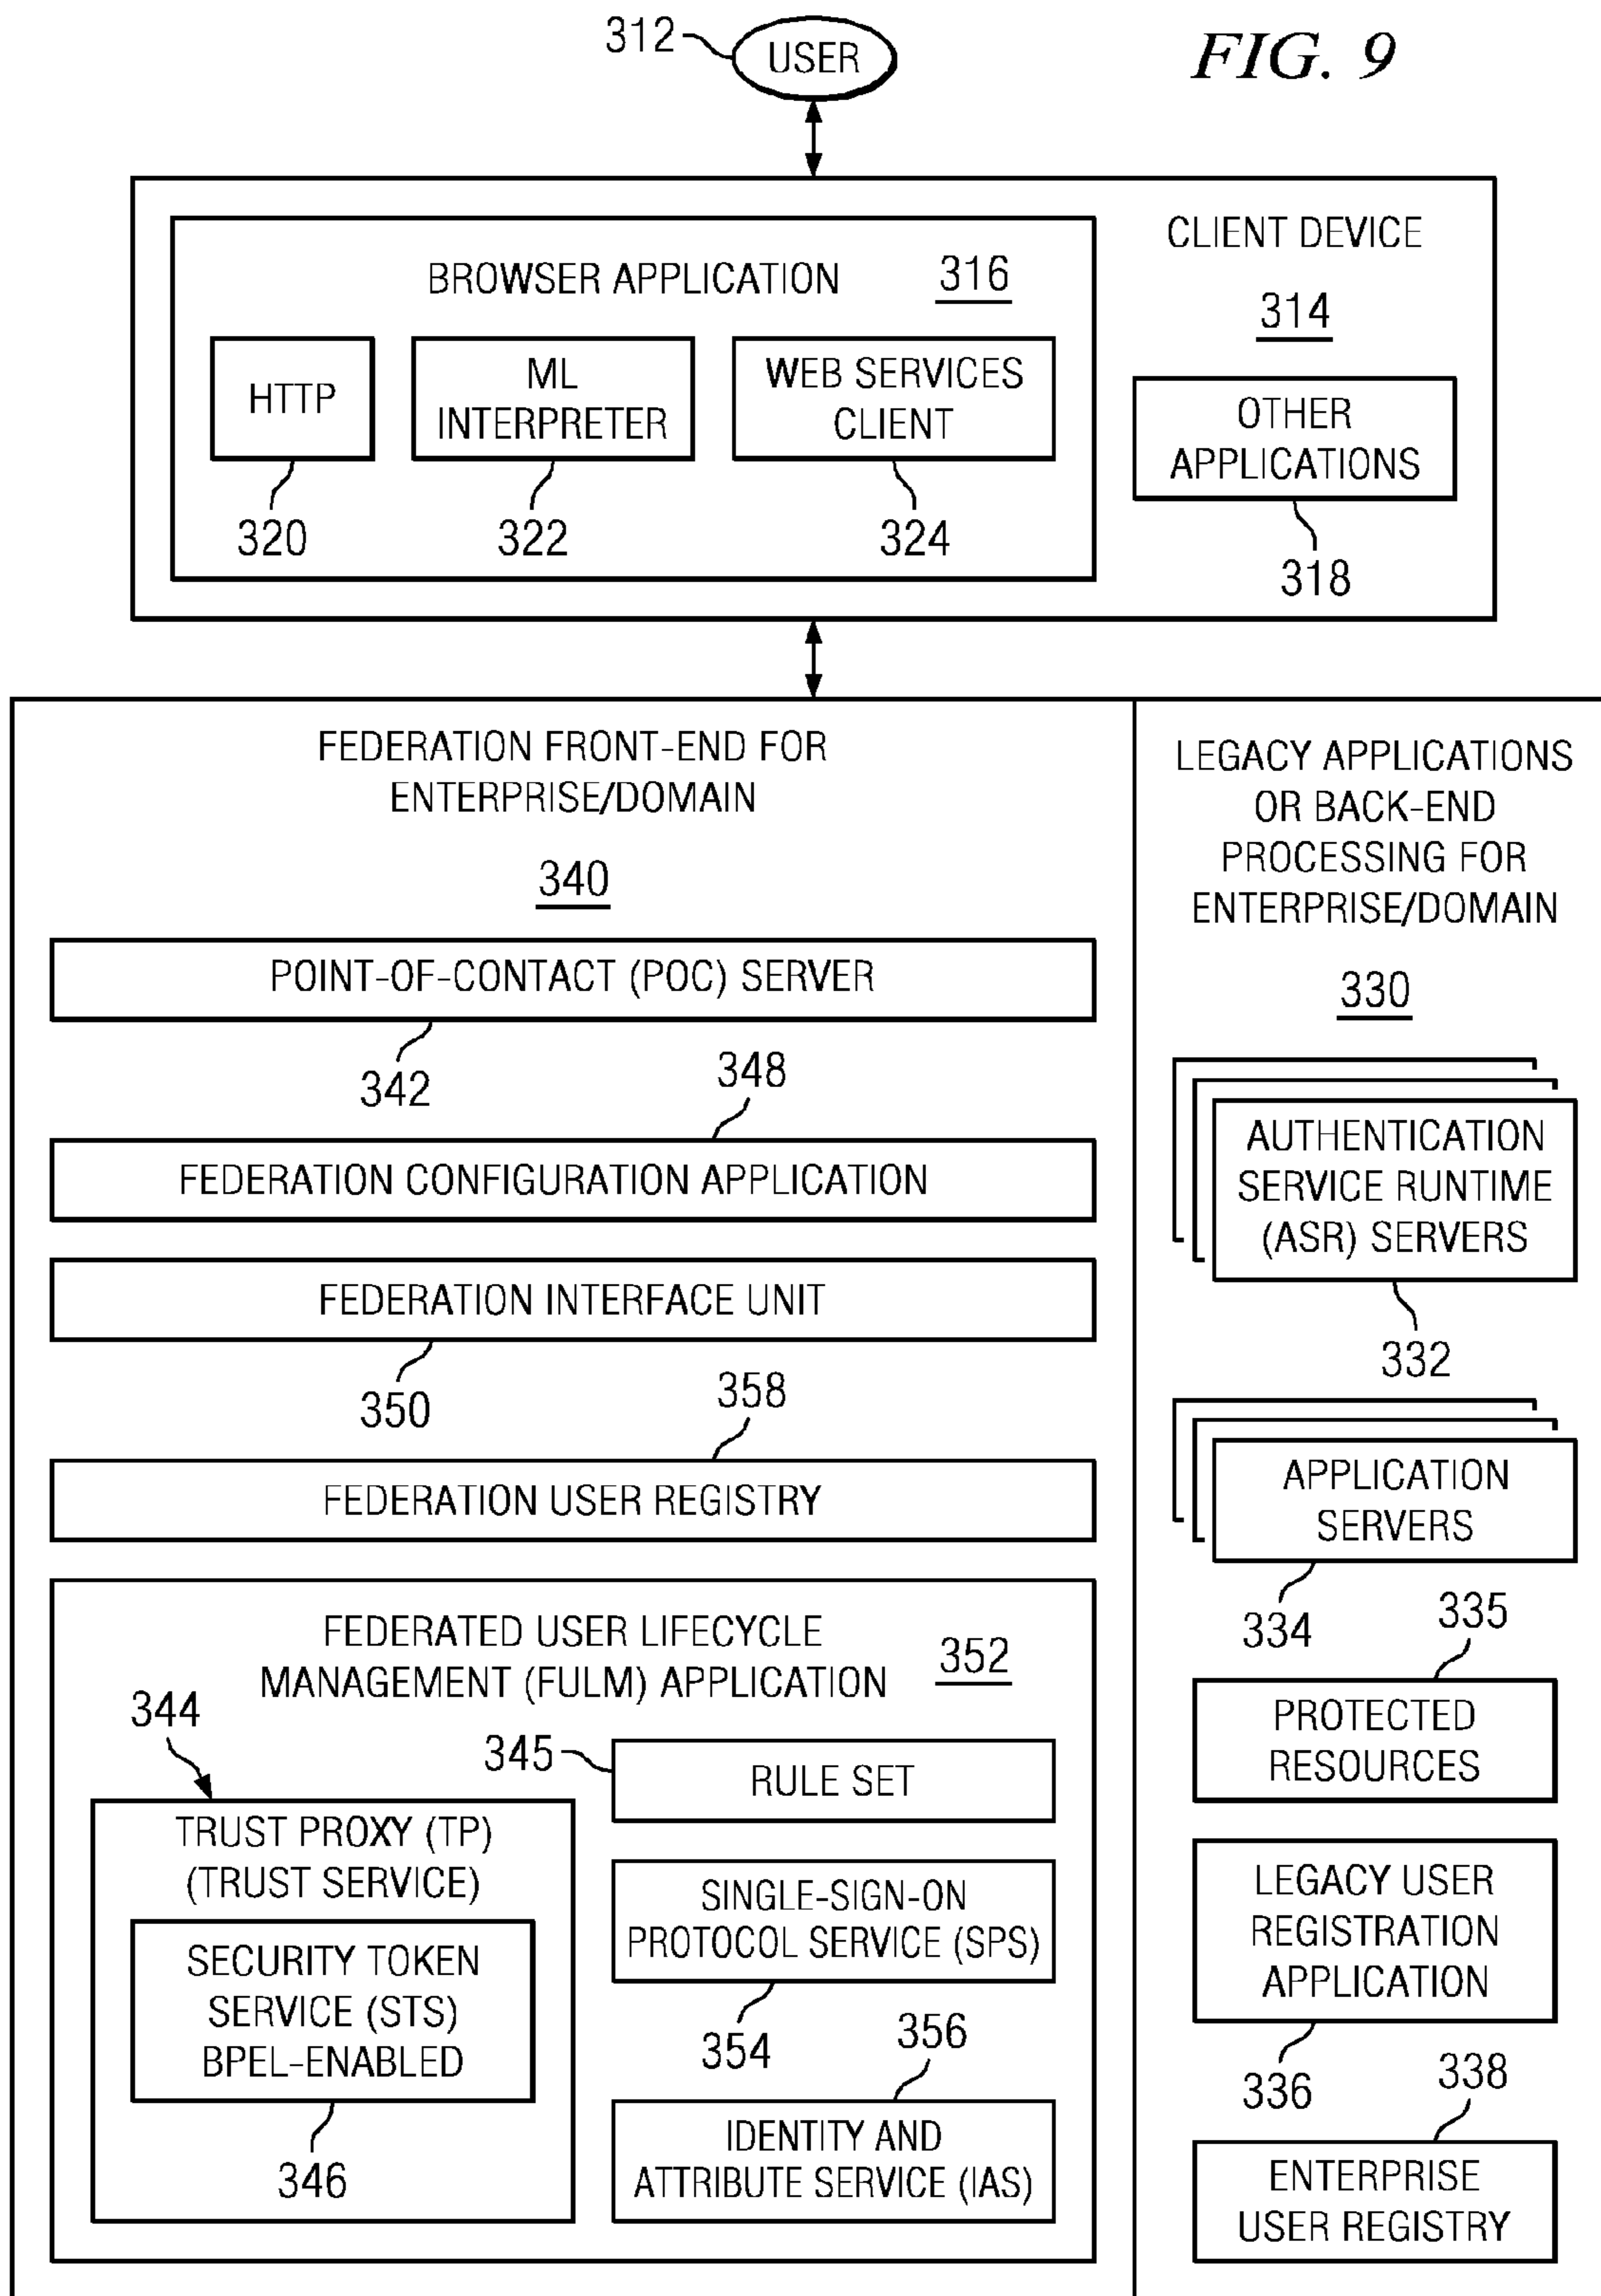 312
USER
FIG. 9
BROWSER APPLICATION
316
HTTP
320
ML
INTERPRETER
322
WEB SERVICES
CLIENT
324
CLIENT DEVICE
314
OTHER
APPLICATIONS
318
FEDERATION FRONT-END FOR
ENTERPRISE/DOMAIN
340
POINT-OF-CONTACT (POC) SERVER
342
348
FEDERATION CONFIGURATION APPLICATION
FEDERATION INTERFACE UNIT
350
358
FEDERATION USER REGISTRY
FEDERATED USER LIFECYCLE
MANAGEMENT (FULM) APPLICATION
352
344
TRUST PROXY (TP)
(TRUST SERVICE)
SECURITY TOKEN
SERVICE (STS)
BPEL-ENABLED
346
345
RULE SET
SINGLE-SIGN-ON
PROTOCOL SERVICE (SPS)
354
356
IDENTITY AND
ATTRIBUTE SERVICE (IAS)
LEGACY APPLICATIONS
OR BACK-END
PROCESSING FOR
ENTERPRISE/DOMAIN
330
AUTHENTICATION
SERVICE RUNTIME
(ASR) SERVERS
332
APPLICATION
SERVERS
334
335
PROTECTED
RESOURCES
LEGACY USER
REGISTRATION
APPLICATION
336
338
ENTERPRISE
USER REGISTRY